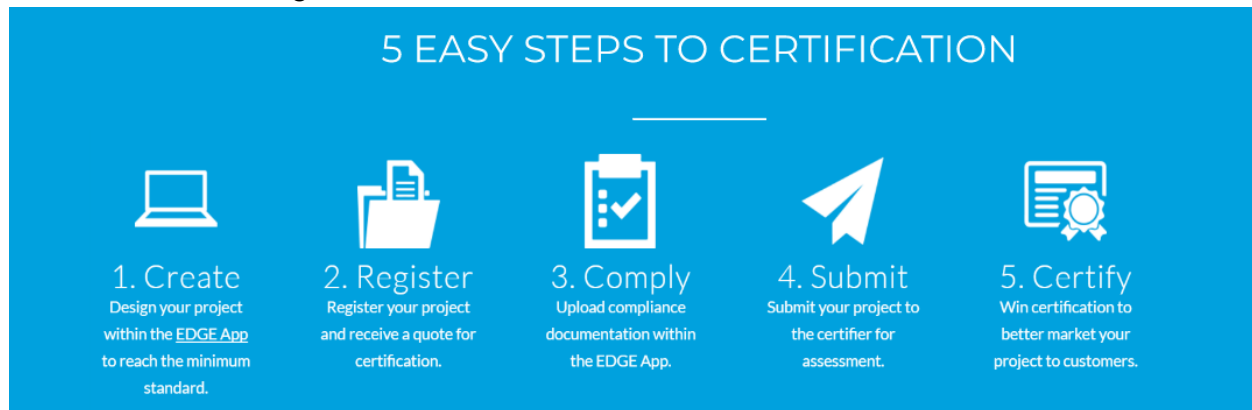 5 EASY STEPS TO CERTIFICATION
1. Create
Design your project
within the EDGE App
to reach the minimum
standard.
2. Register
Register your project
and receive a quote for
certification.
3. Comply
Upload compliance
documentation within
the EDGE App.
4. Submit
Submit your project to
the certifier for
assessment.
5. Certify
Win certification to
better market your
project to customers.